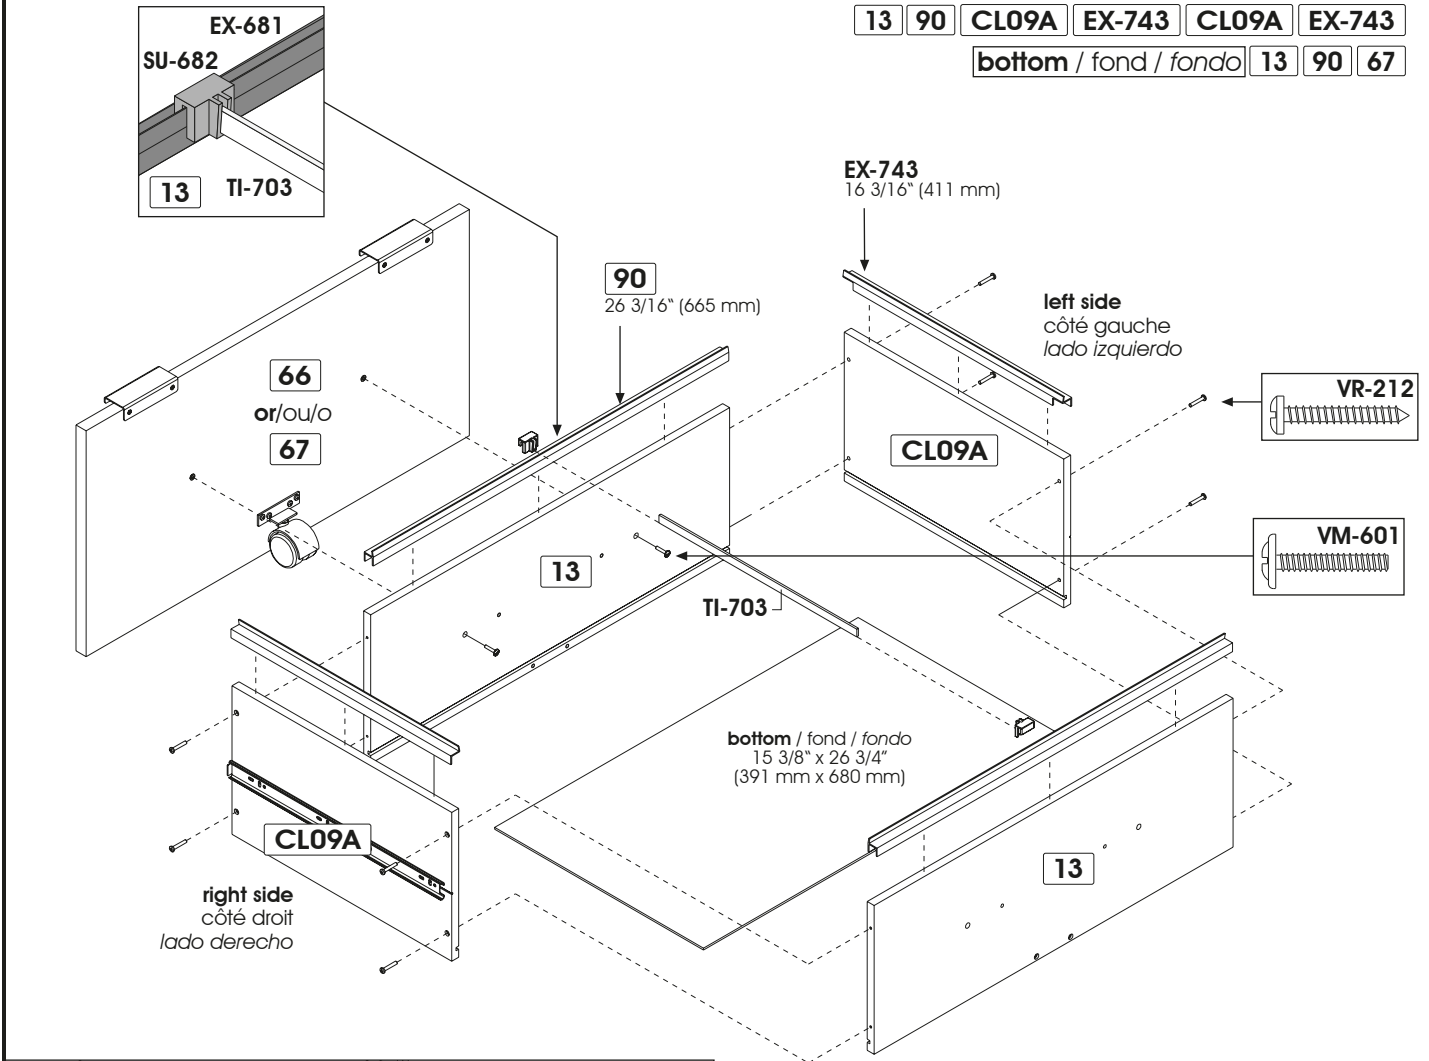 EX-681
SU-682
13 TI-703
13 90 CL09A EX-743 CL09A EX-743
bottom / fond / fondo 13 90 67
EX-743
16 3/16“ (411 mm)
90
26 3/16“ (665 mm)
left side
côté gauche
lado izquierdo
66
or/ou/o
67
VR-212
CL09A
VM-601
13
TI-703
bottom / fond / fondo
15 3/8“ x 26 3/4”
(391 mm x 680 mm)
CL09A
13
right side
côté droit
lado derecho